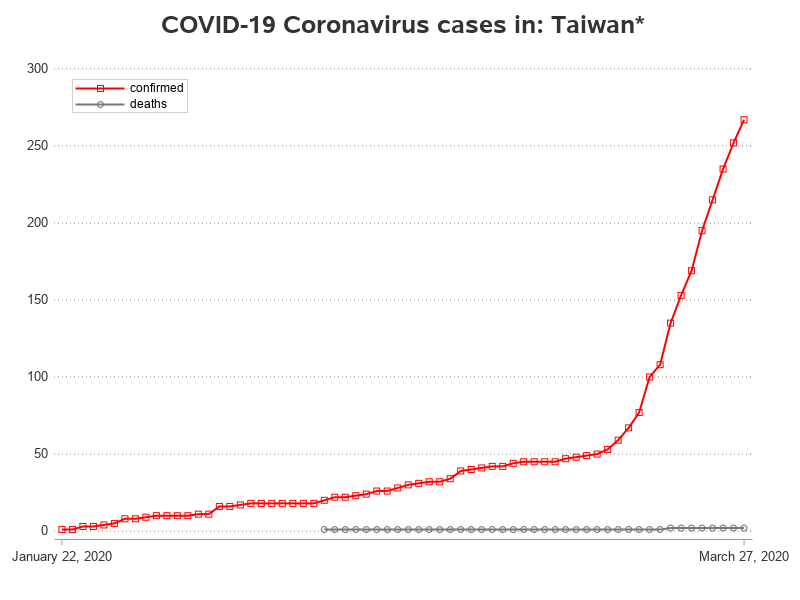 COVID-19 Coronavirus cases in: Taiwan*
300
confirmed
deaths
250
200
150
100
50
0
January 22, 2020
March 27, 2020